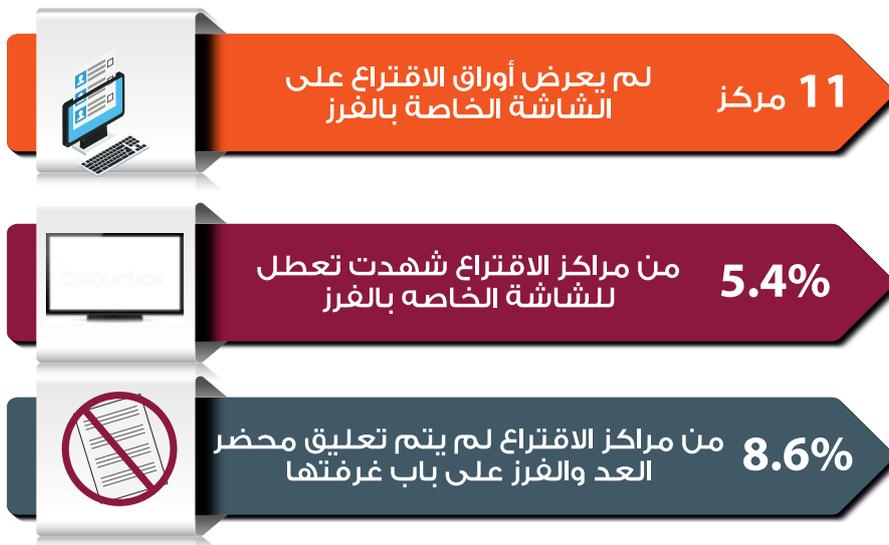 11 مركز
لم يعرض أوراق الاقتراع على
الشاشة الخاصة بالفرز
5.4%
من مراكز الاقتراع شهدت تعطل
للشاشة الخاصه بالفرز
Colourbox
8.6%
من مراكز الاقتراع لم يتم تعليق محضر
العد والفرز على باب غرفتها